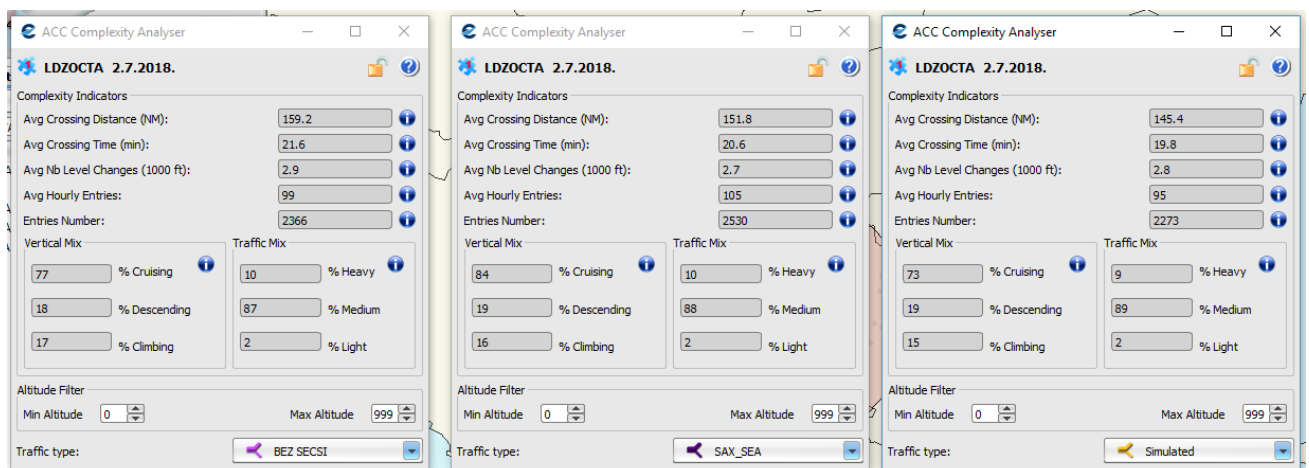 ACC Complexity Analyser
LDZOCTA 2.7.2018.
Complexity Indicators
Avg Crossing Distance (NM): 159.2
Avg Crossing Time (min): 21.6
Avg Nb Level Changes (1000 ft): 2.9
Avg Hourly Entries: 99
Entries Number: 2366
Vertical Mix Traffic Mix
77 % Cruising 10 % Heavy
18 % Descending 87 % Medium
17 % Climbing 2 % Light
Altitude Filter
Min Altitude 0 Max Altitude 999
Traffic type: BEZ SECSI
ACC Complexity Analyser
LDZOCTA 2.7.2018.
Complexity Indicators
Avg Crossing Distance (NM): 151.8
Avg Crossing Time (min): 20.6
Avg Nb Level Changes (1000 ft): 2.7
Avg Hourly Entries: 105
Entries Number: 2530
Vertical Mix Traffic Mix
84 % Cruising 10 % Heavy
19 % Descending 88 % Medium
16 % Climbing 2 % Light
Altitude Filter
Min Altitude 0 Max Altitude 999
Traffic type: SAX_SEA
ACC Complexity Analyser
LDZOCTA 2.7.2018.
Complexity Indicators
Avg Crossing Distance (NM): 145.4
Avg Crossing Time (min): 19.8
Avg Nb Level Changes (1000 ft): 2.8
Avg Hourly Entries: 95
Entries Number: 2273
Vertical Mix Traffic Mix
73 % Cruising 9 % Heavy
19 % Descending 89 % Medium
15 % Climbing 2 % Light
Altitude Filter
Min Altitude 0 Max Altitude 999
Traffic type: Simulated